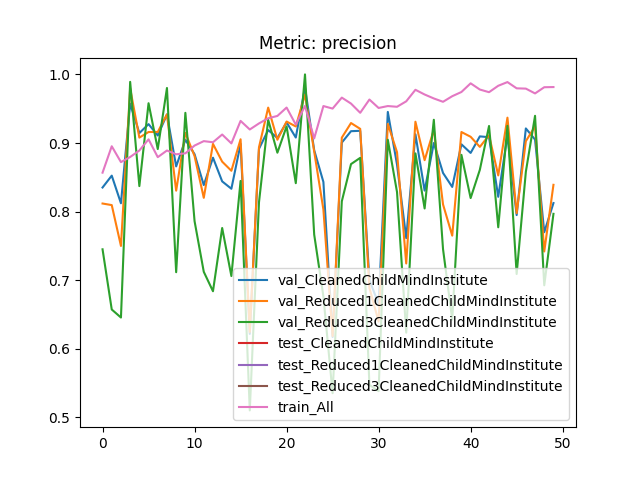 Metric: precision
1.0
0.9
0.8
0.7
0.6
0.5
val_CleanedChildMindInstitute
val_Reduced1CleanedChildMindInstitute
val_Reduced3CleanedChildMindInstitute
test_CleanedChildMindInstitute
test_Reduced1CleanedChildMindInstitute
test_Reduced3CleanedChildMindInstitute
train_All
0 10 20 30 40 50